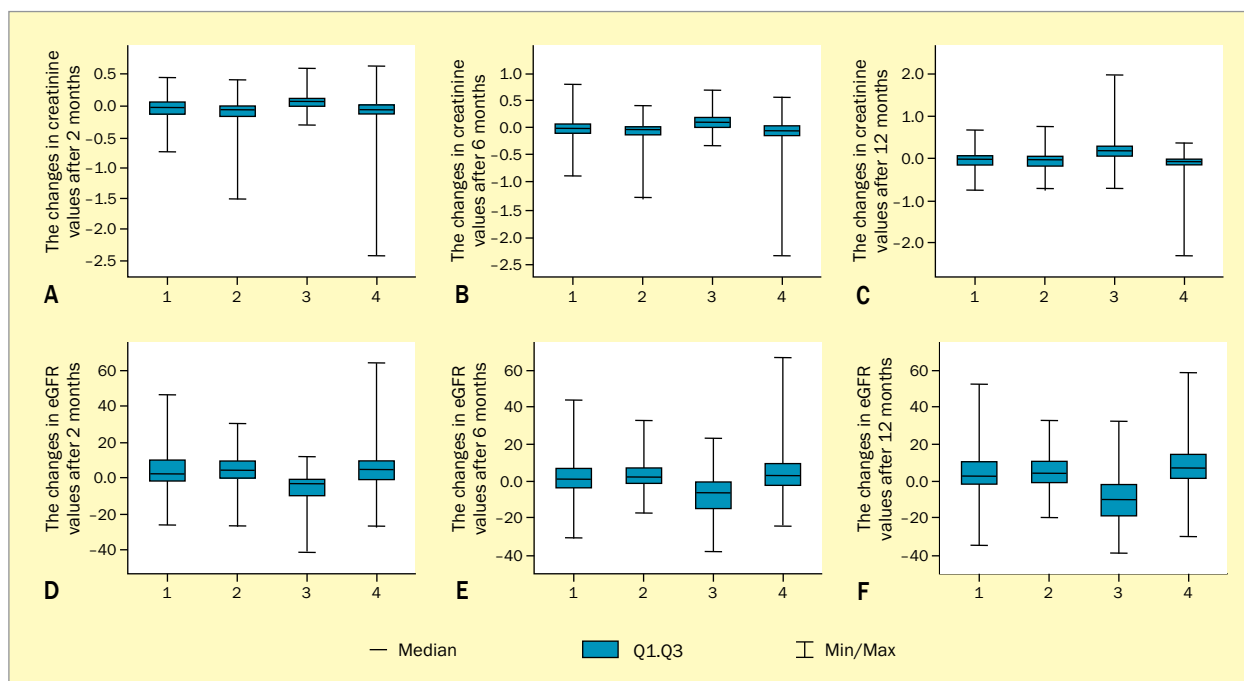 The changes in creatinine
values after 2 months
0.5
0.0
−0.5
−1.0
−1.5
−2.0
−2.5
A
1 2 3 4
The changes in creatinine
values after 6 months
1.0
0.5
0.0
−0.5
−1.0
−1.5
−2.0
−2.5
B
1 2 3 4
The changes in creatinine
values after 12 months
2.0
1.0
0.0
−1.0
−2.0
C
1 2 3 4
The changes in eGFR
values after 2 months
60
40
20
0.0
−20
−40
D
1 2 3 4
The changes in eGFR
values after 6 months
60
40
20
0.0
−20
−40
E
1 2 3 4
The changes in eGFR
values after 12 months
60
40
20
0.0
−20
−40
F
1 2 3 4
Median Q1.Q3 Min/Max